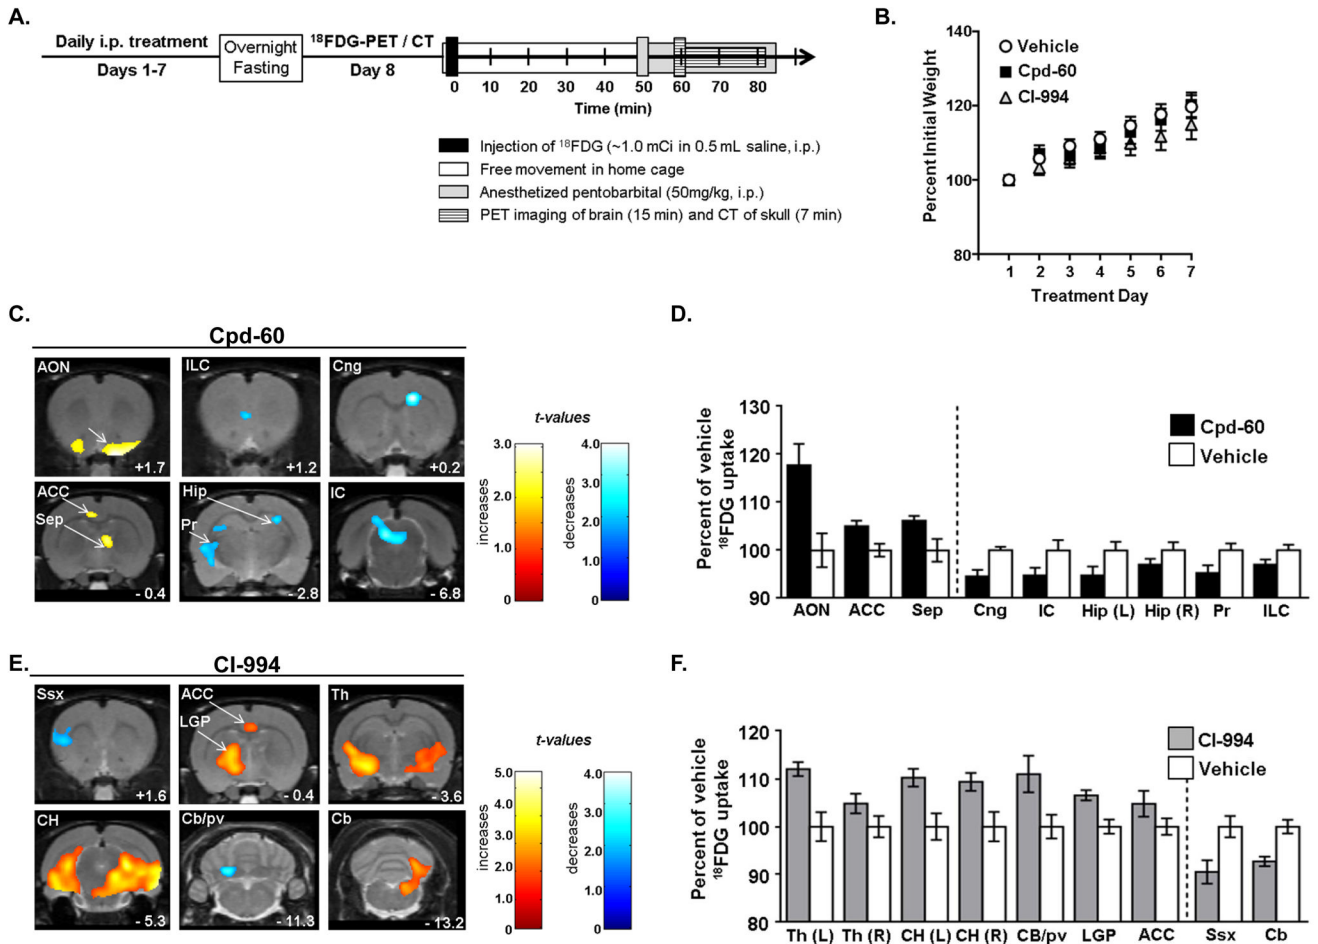 A.
Daily i.p. treatment
Days 1-7
Overnight
Fasting
¹⁸FDG-PET / CT
Day 8
0 10 20 30 40 50 60 70 80
Time (min)
Injection of ¹⁸FDG (~1.0 mCi in 0.5 mL saline, i.p.)
Free movement in home cage
Anesthetized pentobarbital (50mg/kg, i.p.)
PET imaging of brain (15 min) and CT of skull (7 min)
B.
Percent Initial Weight
140
120
100
80
Vehicle
Cpd-60
CI-994
1 2 3 4 5 6 7
Treatment Day
C.
Cpd-60
AON
+1.7
ILC
+1.2
Cng
+0.2
ACC
Sep
- 0.4
Hip
Pr
- 2.8
IC
- 6.8
t-values
increases
3.0
2.0
1.0
0
decreases
4.0
3.0
2.0
1.0
0
D.
Percent of vehicle
¹⁸FDG uptake
130
120
110
100
90
Cpd-60
Vehicle
AON ACC Sep Cng IC Hip (L) Hip (R) Pr ILC
E.
CI-994
Ssx
+1.6
ACC
LGP
- 0.4
Th
- 3.6
CH
- 5.3
Cb/pv
- 11.3
Cb
- 13.2
t-values
increases
5.0
4.0
3.0
2.0
1.0
0
decreases
4.0
3.0
2.0
1.0
0
F.
Percent of vehicle
¹⁸FDG uptake
120
110
100
90
80
CI-994
Vehicle
Th (L) Th (R) CH (L) CH (R) CB/pv LGP ACC Ssx Cb